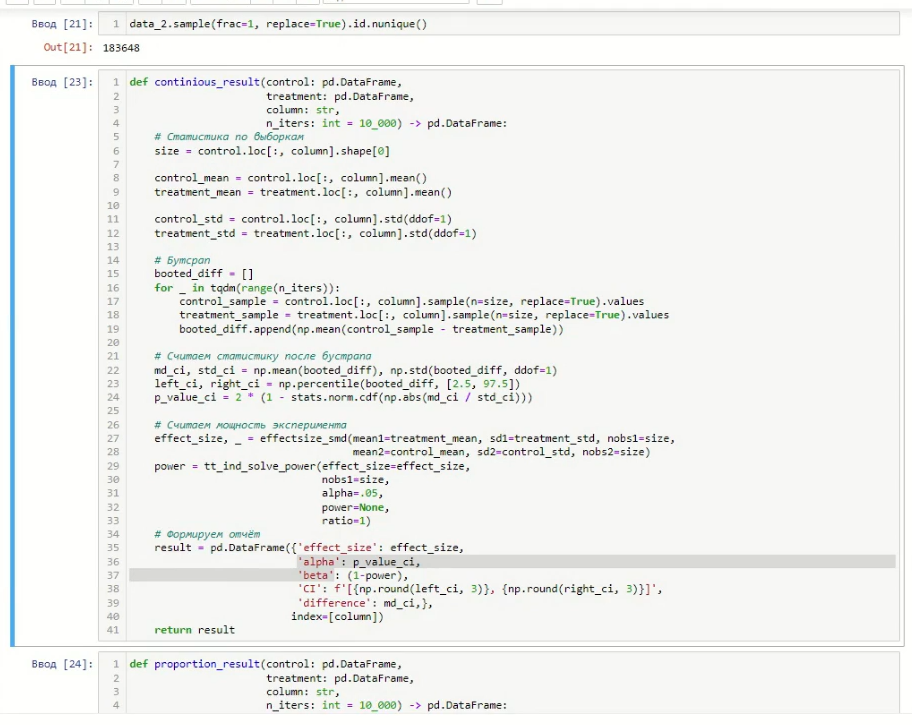 Ввод [21]: 1 data_2.sample(frac=1, replace=True).id.nunique()
Out[21]: 183648
Ввод [23]: 1 def continious_result(control: pd.DataFrame,
2 treatment: pd.DataFrame,
3 column: str,
4 n_iters: int = 10_000) -> pd.DataFrame:
5 # Статистика по выборкам
6 size = control.loc[:, column].shape[0]
7
8 control_mean = control.loc[:, column].mean()
9 treatment_mean = treatment.loc[:, column].mean()
10
11 control_std = control.loc[:, column].std(ddof=1)
12 treatment_std = treatment.loc[:, column].std(ddof=1)
13
14 # Бутсрап
15 booted_diff = []
16 for _ in tqdm(range(n_iters)):
17 control_sample = control.loc[:, column].sample(n=size, replace=True).values
18 treatment_sample = treatment.loc[:, column].sample(n=size, replace=True).values
19 booted_diff.append(np.mean(control_sample - treatment_sample))
20
21 # Считаем статистику после бустрапа
22 md_ci, std_ci = np.mean(booted_diff), np.std(booted_diff, ddof=1)
23 left_ci, right_ci = np.percentile(booted_diff, [2.5, 97.5])
24 p_value_ci = 2 * (1 - stats.norm.cdf(np.abs(md_ci / std_ci)))
25
26 # Считаем мощность эксперимента
27 effect_size, _ = effectsize_smd(mean1=treatment_mean, sd1=treatment_std, nobs1=size,
28 mean2=control_mean, sd2=control_std, nobs2=size)
29 power = tt_ind_solve_power(effect_size=effect_size,
30 nobs1=size,
31 alpha=.05,
32 power=None,
33 ratio=1)
34 # Формируем отчёт
35 result = pd.DataFrame({'effect_size': effect_size,
36 'alpha': p_value_ci,
37 'beta': (1-power),
38 'CI': f'[{np.round(left_ci, 3)}, {np.round(right_ci, 3)}]',
39 'difference': md_ci,},
40 index=[column])
41 return result
Ввод [24]: 1 def proportion_result(control: pd.DataFrame,
2 treatment: pd.DataFrame,
3 column: str,
4 n_iters: int = 10_000) -> pd.DataFrame: